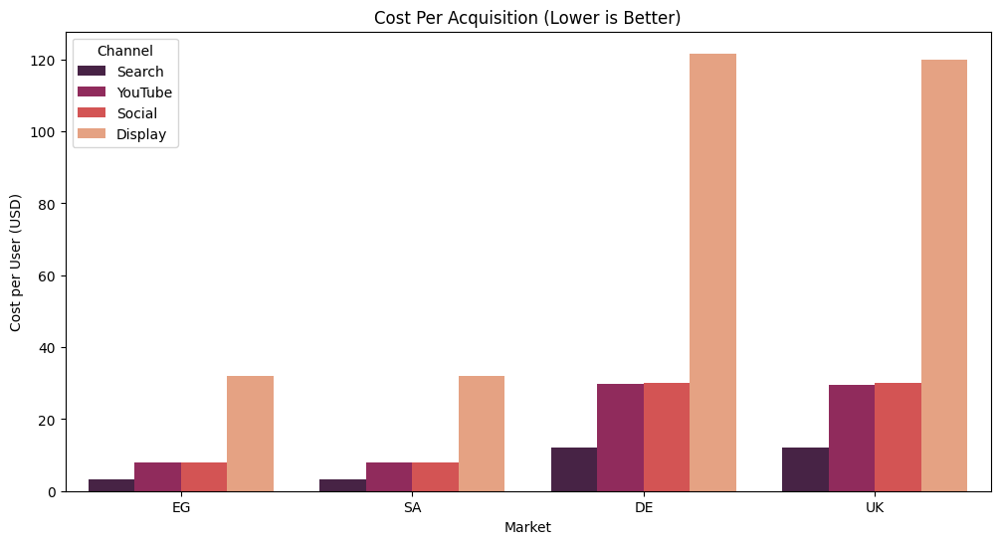 Cost Per Acquisition (Lower is Better)
Channel
Search
YouTube
Social
Display
Cost per User (USD)
120
100
80
60
40
20
0
EG
SA
DE
UK
Market